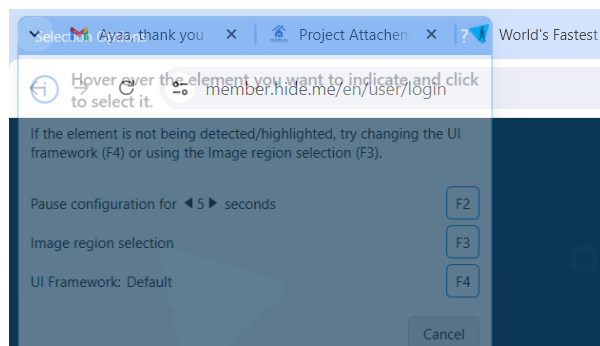 Selection Options
?
Ayaa, thank you
Project Attachem
World's Fastest
member.hide.me/en/user/login
Hover over the element you want to indicate and click
to select it.
If the element is not being detected/highlighted, try changing the UI
framework (F4) or using the Image region selection (F3).
Pause configuration for 5 seconds
F2
Image region selection
F3
UI Framework: Default
F4
Cancel